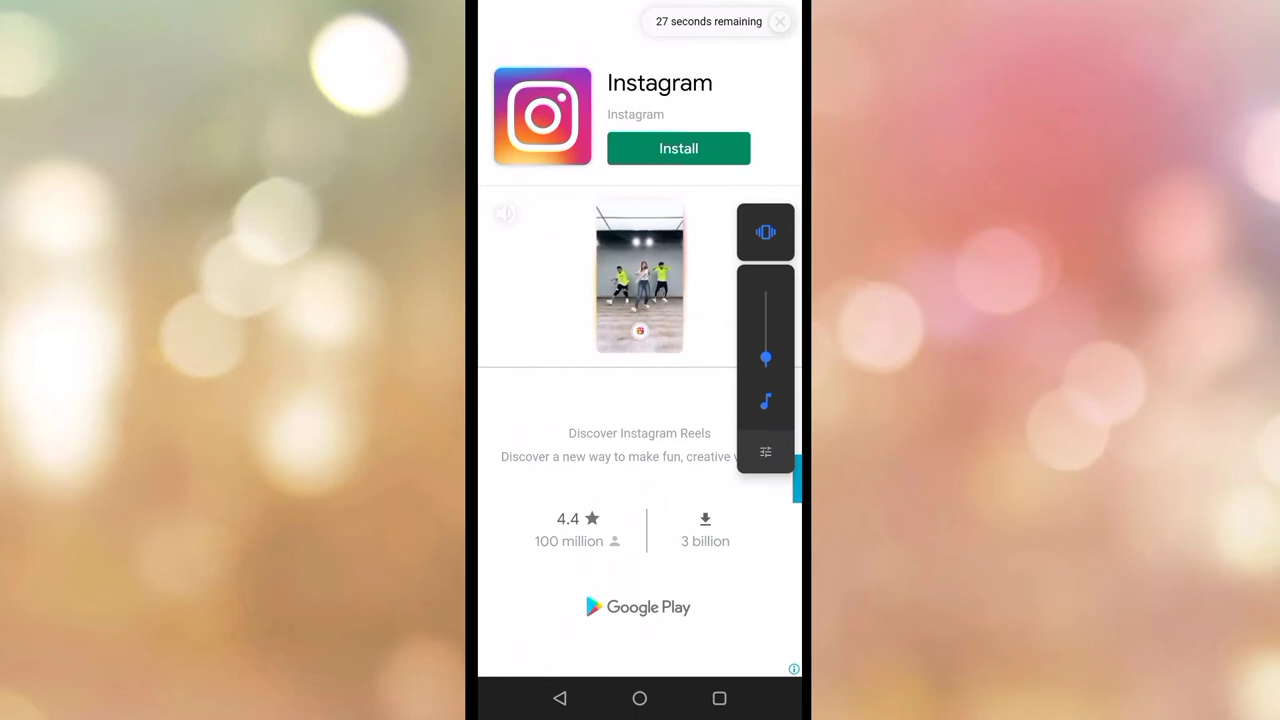 27 seconds remaining
Instagram
Instagram
Install
Discover Instagram Reels
Discover a new way to make fun, creative
4.4
100 million
3 billion
Google Play